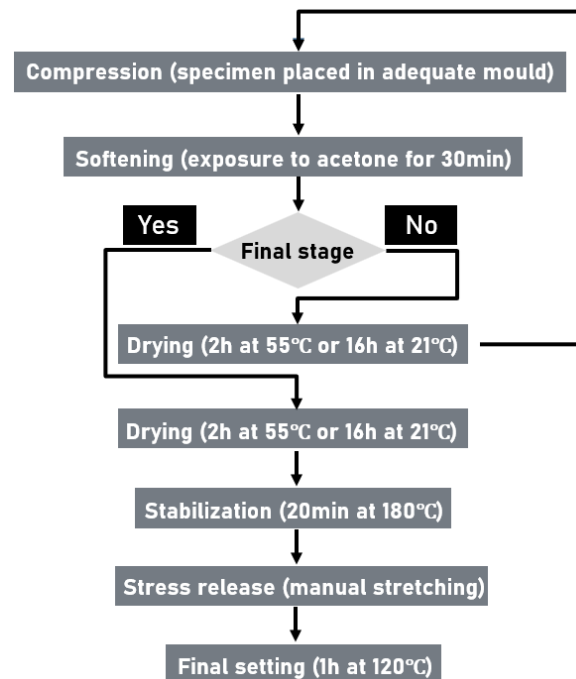 Compression (specimen placed in adequate mould)
Softening (exposure to acetone for 30min)
Yes
No
Final stage
Drying (2h at 55℃ or 16h at 21℃)
Drying (2h at 55℃ or 16h at 21℃)
Stabilization (20min at 180℃)
Stress release (manual stretching)
Final setting (1h at 120℃)